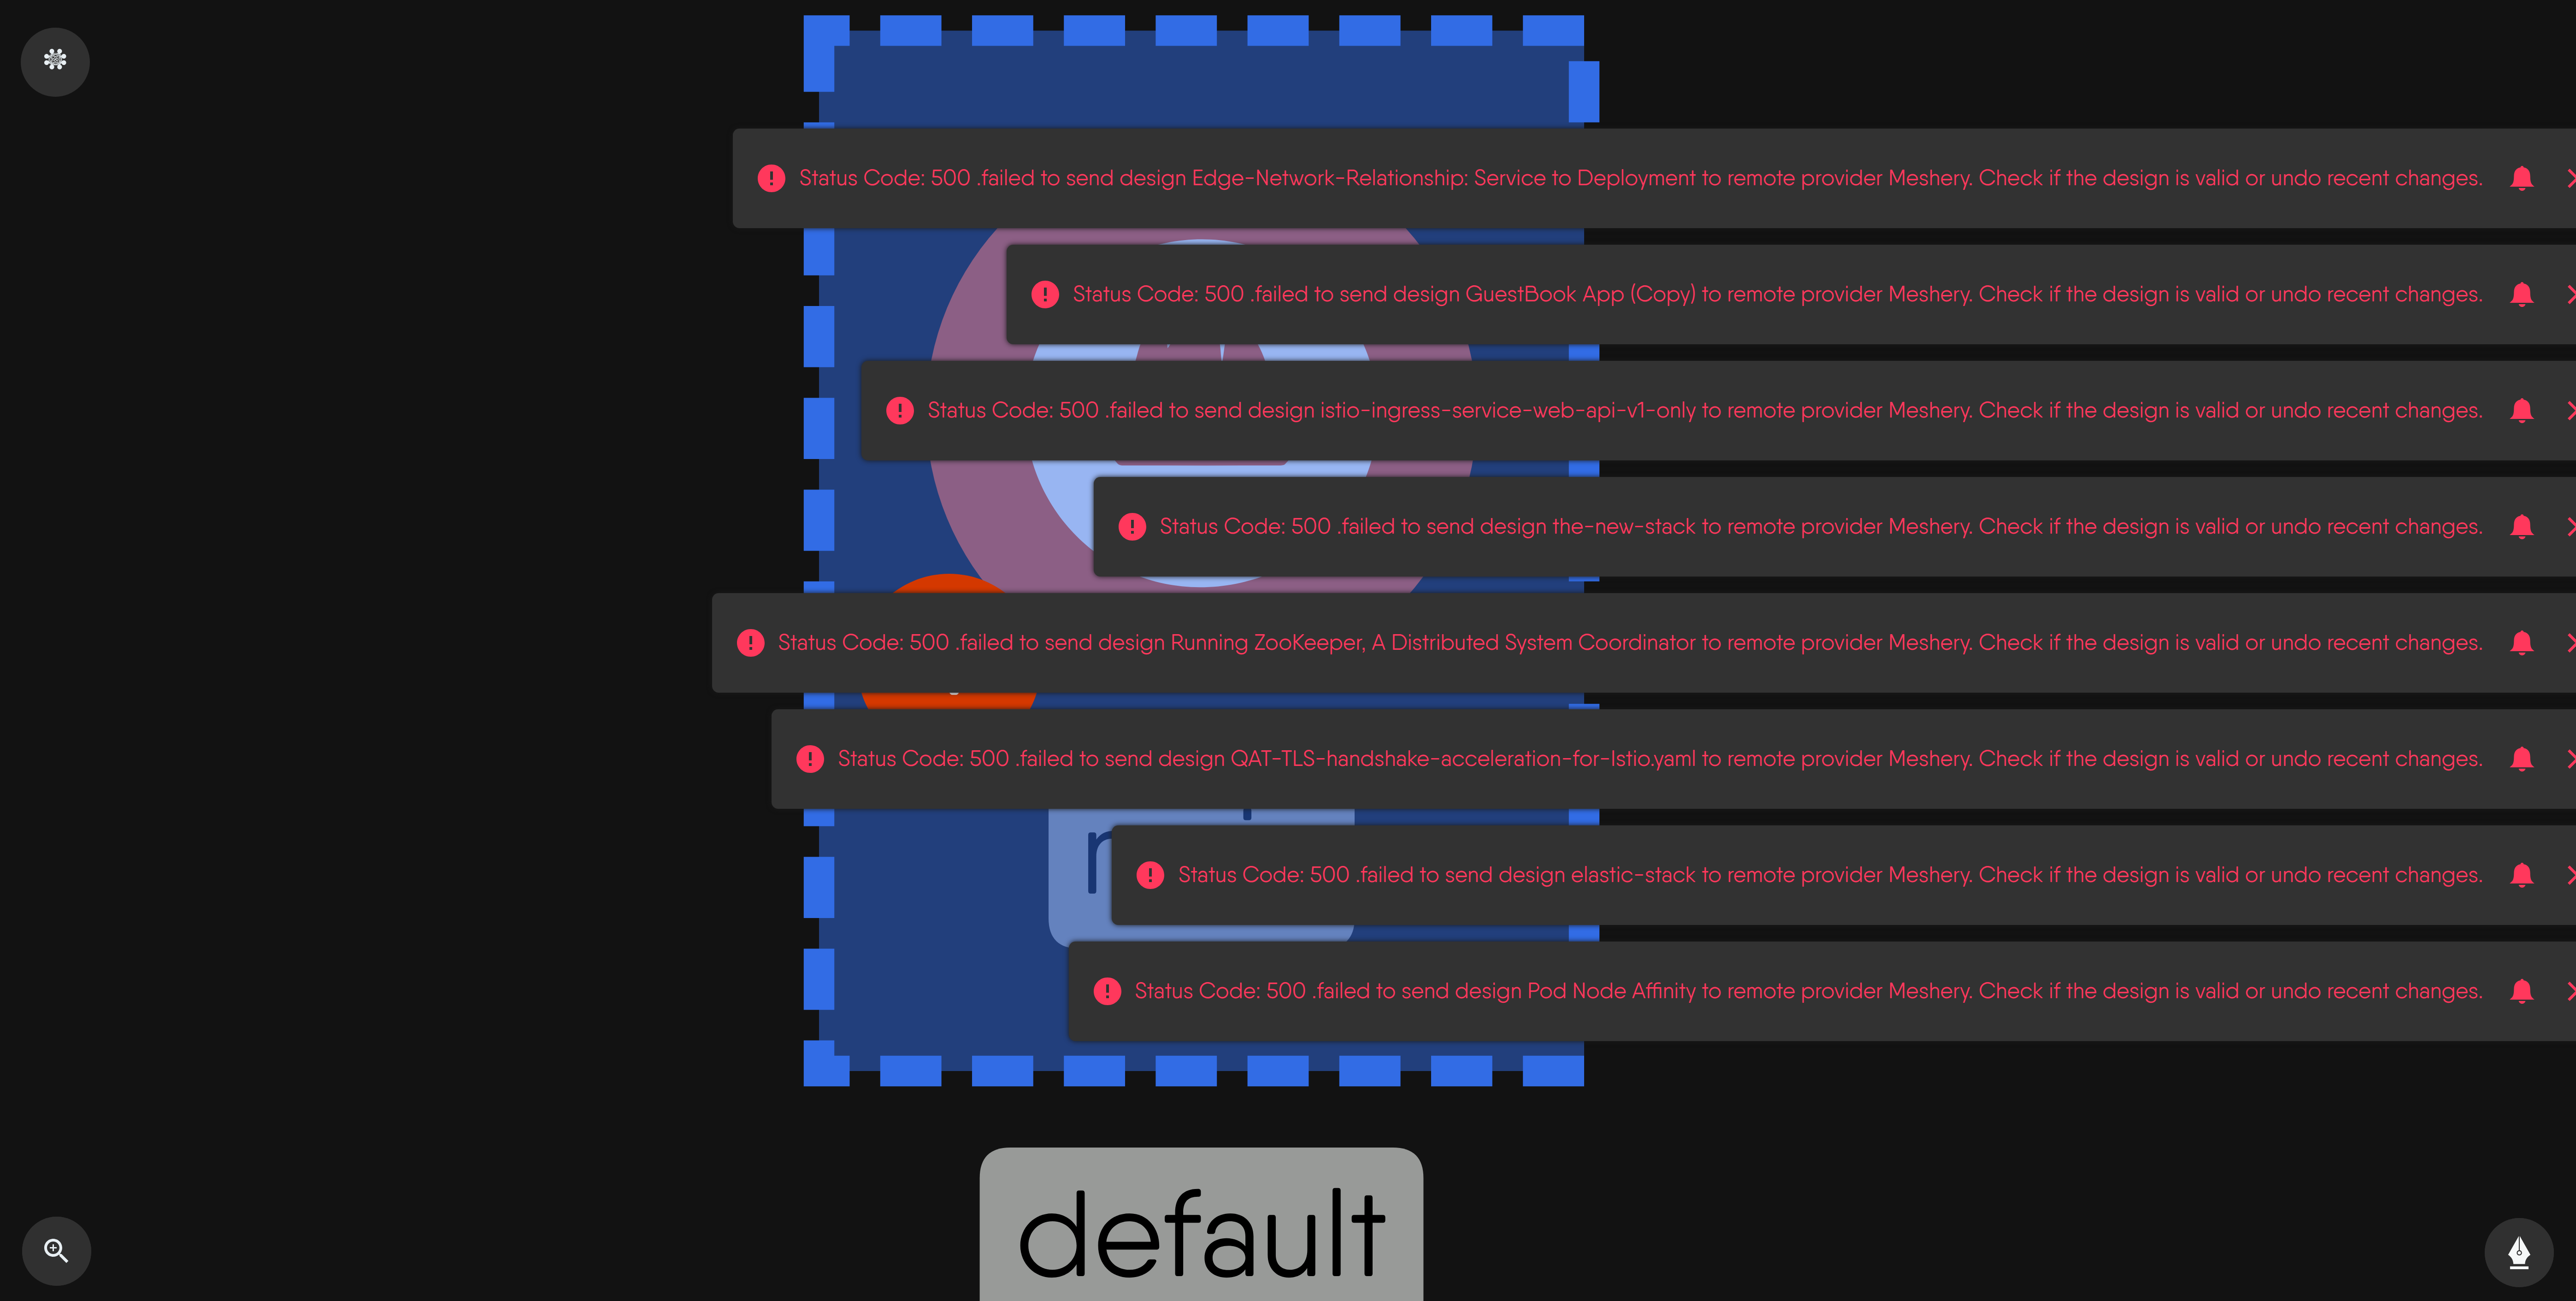 Status Code: 500 .failed to send design Edge-Network-Relationship: Service to Deployment to remote provider Meshery. Check if the design is valid or undo recent changes.
Status Code: 500 .failed to send design GuestBook App (Copy) to remote provider Meshery. Check if the design is valid or undo recent changes.
Status Code: 500 .failed to send design istio-ingress-service-web-api-v1-only to remote provider Meshery. Check if the design is valid or undo recent changes.
Status Code: 500 .failed to send design the-new-stack to remote provider Meshery. Check if the design is valid or undo recent changes.
Status Code: 500 .failed to send design Running ZooKeeper, A Distributed System Coordinator to remote provider Meshery. Check if the design is valid or undo recent changes.
Status Code: 500 .failed to send design QAT-TLS-handshake-acceleration-for-Istio.yaml to remote provider Meshery. Check if the design is valid or undo recent changes.
Status Code: 500 .failed to send design elastic-stack to remote provider Meshery. Check if the design is valid or undo recent changes.
Status Code: 500 .failed to send design Pod Node Affinity to remote provider Meshery. Check if the design is valid or undo recent changes.
default